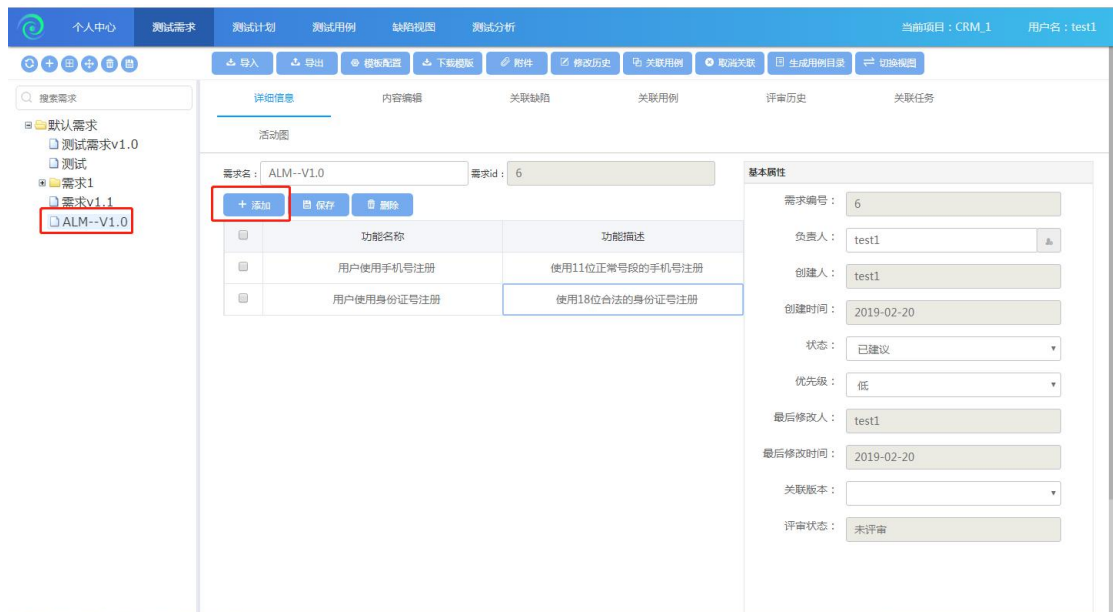 个人中心 测试需求 测试计划 测试用例 缺陷视图 测试分析 当前项目：CRM_1 用户名：test1
导入 导出 模板配置 下载模版 附件 修改历史 关联用例 取消关联 生成用例目录 切换视图
搜索需求
默认需求
测试需求v1.0
测试
需求1
需求v1.1
ALM--V1.0
详细信息 内容编辑 关联缺陷 关联用例 评审历史 关联任务
活动图
需求名： ALM--V1.0 需求id： 6
+ 添加 保存 删除
功能名称 功能描述
用户使用手机号注册 使用11位正常号段的手机号注册
用户使用身份证号注册 使用18位合法的身份证号注册
基本属性
需求编号： 6
负责人： test1
创建人： test1
创建时间： 2019-02-20
状态： 已建议
优先级： 低
最后修改人： test1
最后修改时间： 2019-02-20
关联版本：
评审状态： 未评审